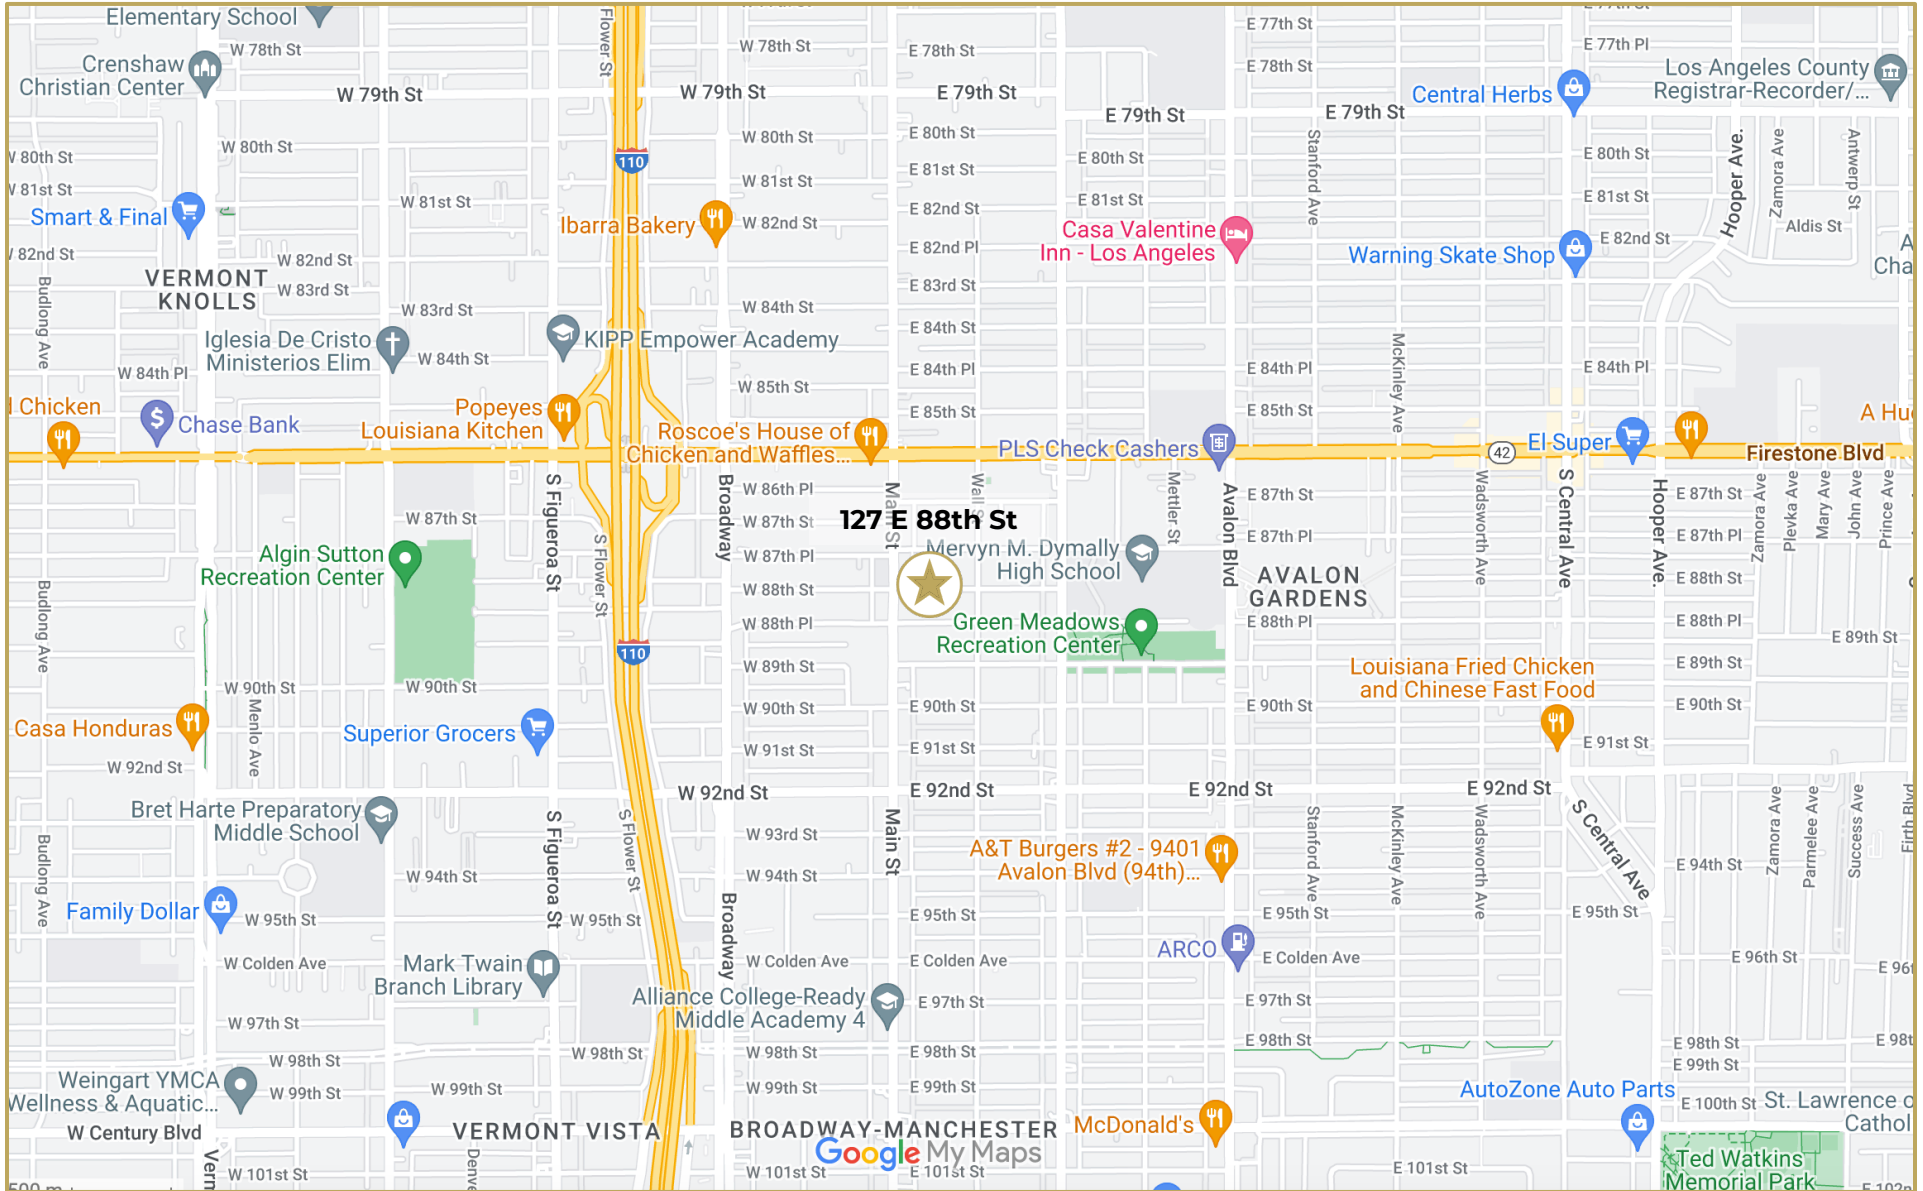 Elementary School
Flower St
E 77th St
W 78th St
W 78th St
E 78th St
E 77th Pl
E 78th St
Crenshaw
Christian Center
Los Angeles County
Registrar-Recorder/...
W 79th St
W 79th St
E 79th St
Central Herbs
E 79th St
E 79th St
110
W 80th St
W 80th St
W 80th St
E 80th St
E 80th St
E 80th St
Stanford Ave
Hooper Ave.
Zamora Ave
Antwerp St
W 81st St
W 81st St
W 81st St
E 81st St
E 81st St
E 81st St
Smart & Final
Ibarra Bakery
W 82nd St
E 82nd St
Casa Valentine
Inn - Los Angeles
Aldis St
E 82nd St
E 82nd Pl
Warning Skate Shop
W 82nd St
W 82nd St
VERMONT
KNOLLS
Budlong Ave
W 83rd St
W 83rd St
E 83rd St
W 84th St
E 84th St
Iglesia De Cristo
Ministerios Elim
KIPP Empower Academy
McKinley Ave
W 84th St
W 84th Pl
E 84th Pl
E 84th Pl
E 84th Pl
W 85th St
Chicken
Chase Bank
Popeyes
Louisiana Kitchen
E 85th St
E 85th St
Roscoe's House of
Chicken and Waffles...
PLS Check Cashers
42
El Super
Firestone Blvd
S Figueroa St
Broadway
W 86th Pl
Main St
Mettler St
Avalon Blvd
E 87th St
Wadsworth Ave
S Central Ave
Hooper Ave.
E 87th St
Zamora Ave
Plevka Ave
Mary Ave
John Ave
Prince Ave
W 87th St
W 87th St
127 E 88th St
E 87th Pl
E 87th Pl
S Flower St
Algin Sutton
Recreation Center
W 87th Pl
Mervyn M. Dymally
High School
AVALON
GARDENS
Budlong Ave
W 88th St
E 88th St
W 88th Pl
Green Meadows
Recreation Center
E 88th Pl
E 88th Pl
E 89th St
110
W 89th St
E 89th St
Louisiana Fried Chicken
and Chinese Fast Food
W 90th St
W 90th St
Menlo Ave
W 90th St
E 90th St
E 90th St
E 90th St
Casa Honduras
Superior Grocers
W 91st St
E 91st St
E 91st St
W 92nd St
W 92nd St
E 92nd St
E 92nd St
E 92nd St
Bret Harte Preparatory
Middle School
S Figueroa St
S Flower St
W 93rd St
Main St
Stanford Ave
McKinley Ave
Wadsworth Ave
S Central Ave
Zamora Ave
Parmelee Ave
Success Ave
Firth Blvd
Budlong Ave
A&T Burgers #2 - 9401
Avalon Blvd (94th)...
W 94th St
W 94th St
E 94th St
Family Dollar
W 95th St
W 95th St
Broadway
E 95th St
E 95th St
E 95th St
ARCO
W Colden Ave
W Colden Ave
E Colden Ave
E Colden Ave
E 96th St
Mark Twain
Branch Library
Alliance College-Ready
Middle Academy 4
E 97th St
E 97th St
W 97th St
W 98th St
W 98th St
W 98th St
E 98th St
E 98th St
E 98th St
E 99th St
Weingart YMCA
Wellness & Aquatic...
W 99th St
W 99th St
W 99th St
E 99th St
AutoZone Auto Parts
E 100th St
St. Lawrence
W Century Blvd
VERMONT VISTA
BROADWAY-MANCHESTER
McDonald's
Google My Maps
W 101st St
W 101st St
E 101st St
E 101st St
Ted Watkins
Memorial Park